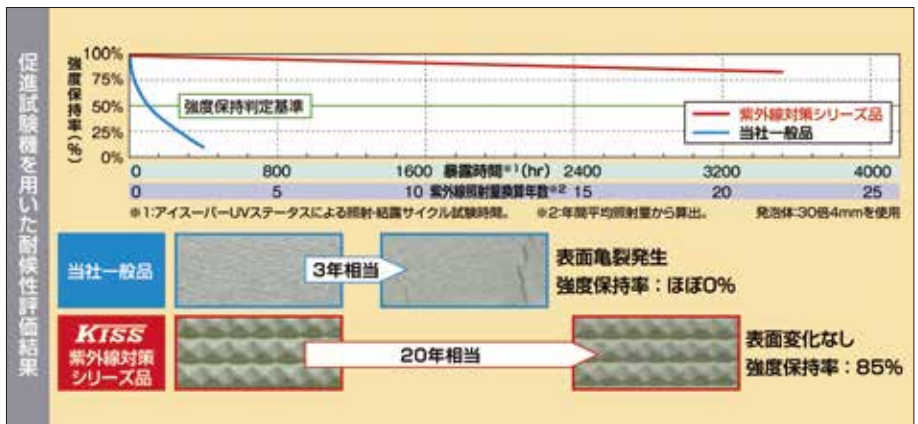 促進試験機を用いた耐候性評価結果
強度保持率(%)
100%
75%
50%
25%
0%
強度保持判定基準
紫外線対策シリーズ品
当社一般品
0 800 1600 暴露時間※1(hr) 2400 3200 4000
0 5 10 紫外線照射量換算年数※2 15 20 25
※1:アイスーパーUVステータスによる照射・結露サイクル試験時間。 ※2:年間平均照射量から算出。 発泡体:30倍4mmを使用
当社一般品
3年相当
表面亀裂発生
強度保持率：ほぼ0%
KISS
紫外線対策
シリーズ品
20年相当
表面変化なし
強度保持率：85%